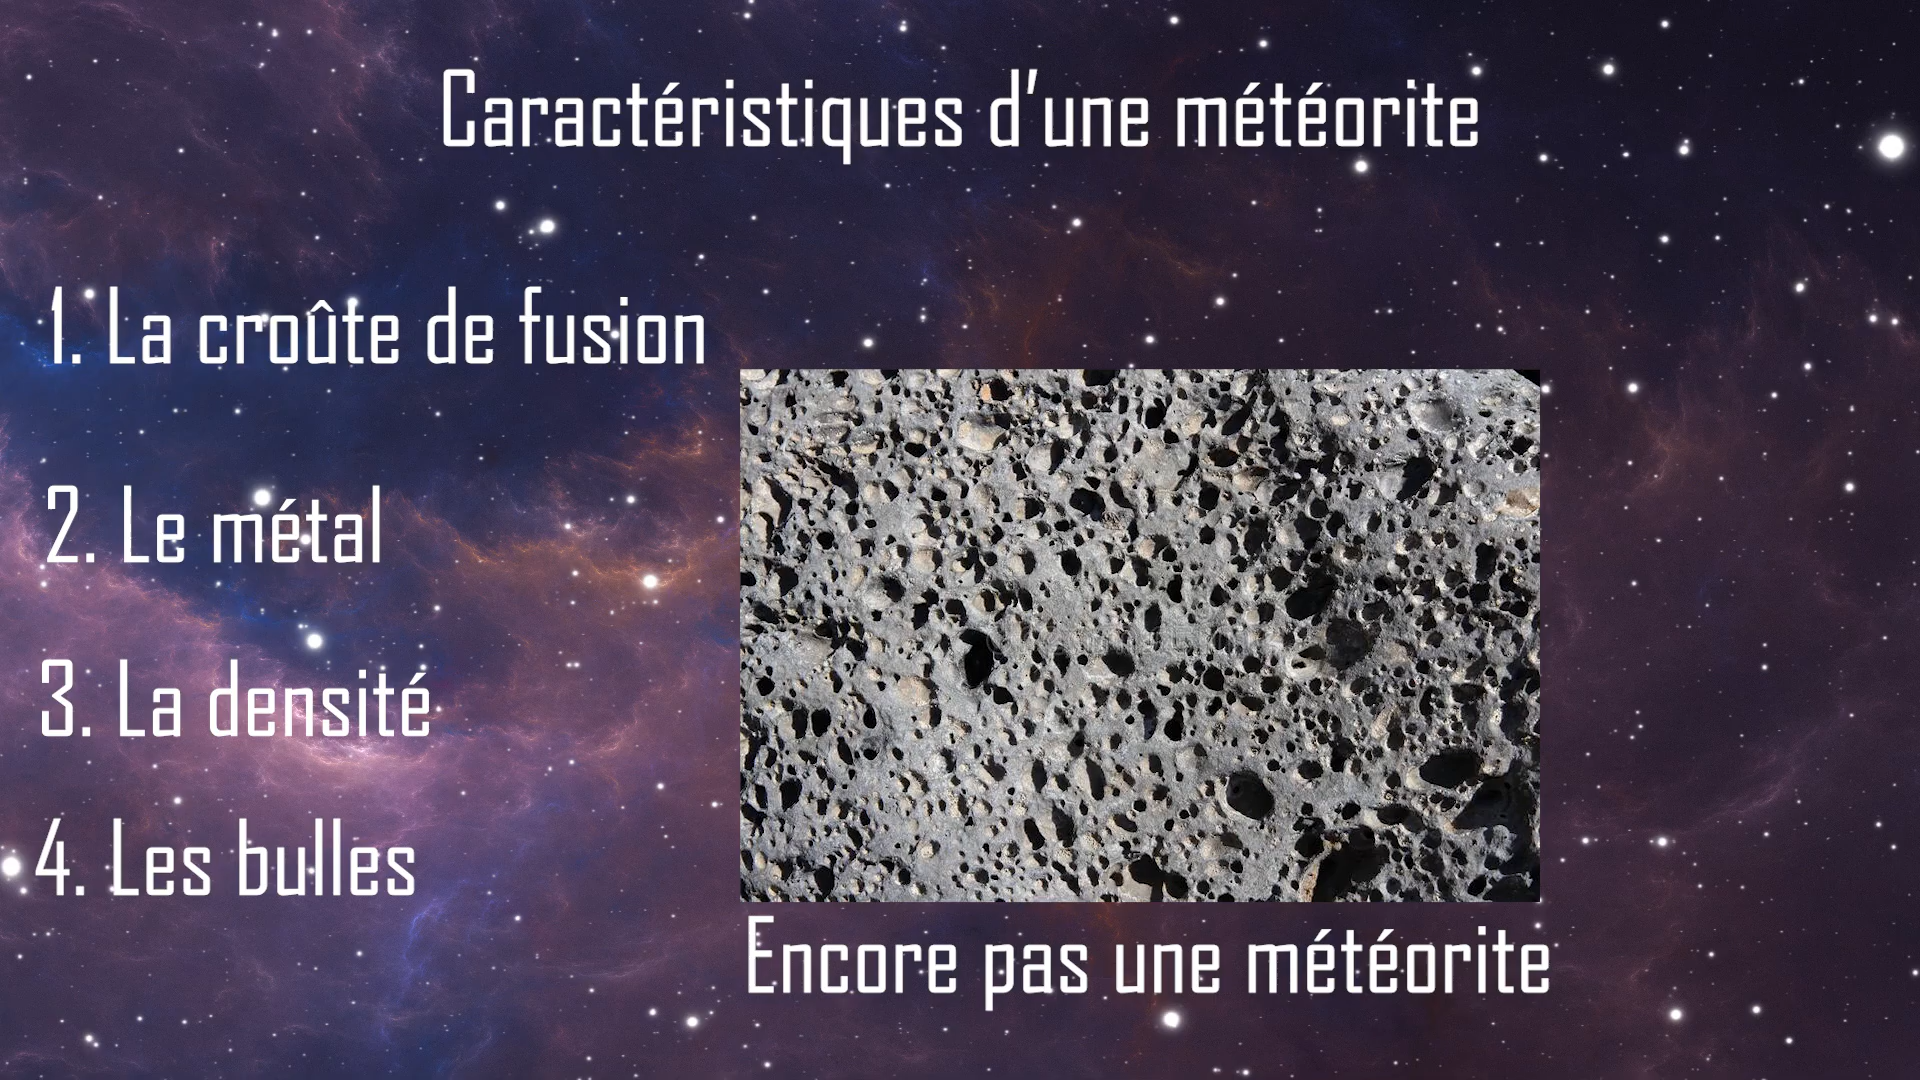 Caractéristiques d'une météorite
1. La croûte de fusion
2. Le métal
3. La densité
4. Les bulles
Encore pas une météorite